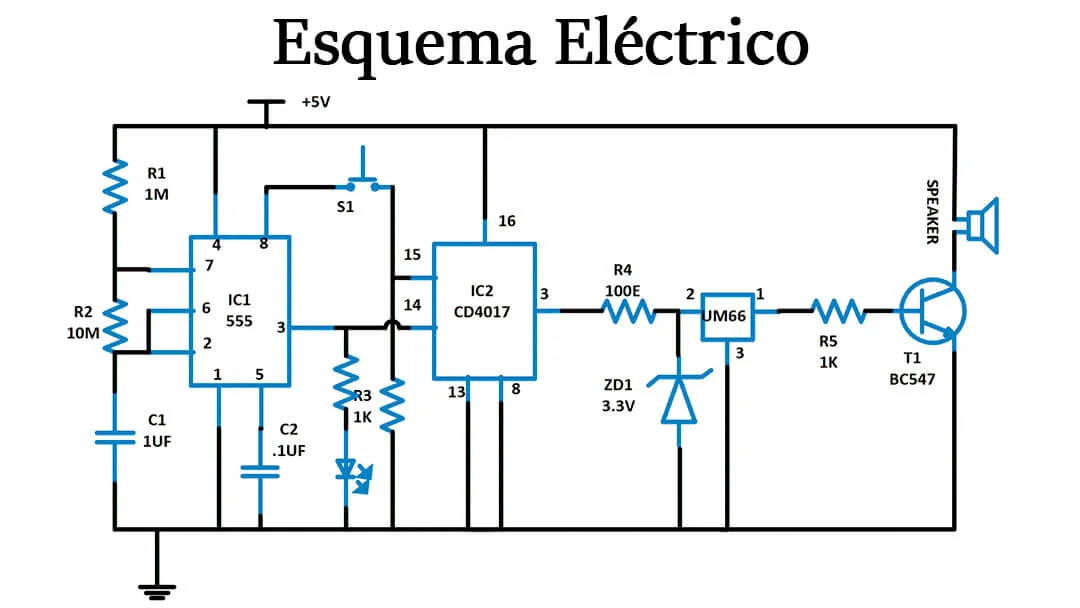 Esquema Eléctrico
+5V
R1
1M
S1
SPEAKER
16
4
8
15
7
R4
100E
IC2
CD4017
3
2
1
IC1
555
6
14
UM66
R2
10M
3
2
R5
1K
3
T1
BC547
1
5
13
8
ZD1
3.3V
R3
1K
C1
1UF
C2
.1UF